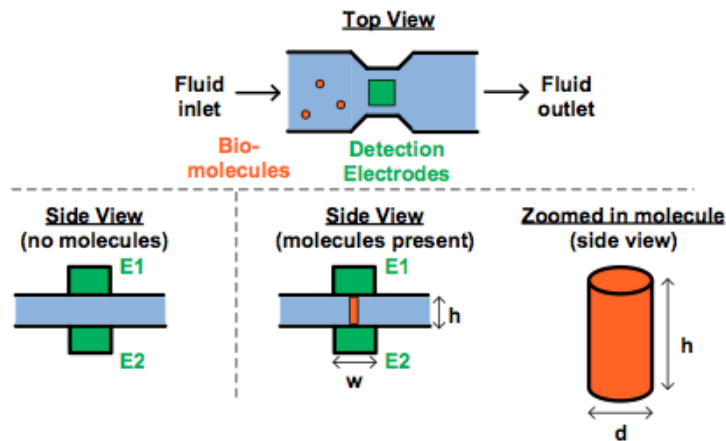 Top View
Fluid
inlet
Fluid
outlet
Bio-
molecules
Detection
Electrodes
Side View
(no molecules)
E1
E2
Side View
(molecules present)
E1
h
E2
w
Zoomed in molecule
(side view)
h
d